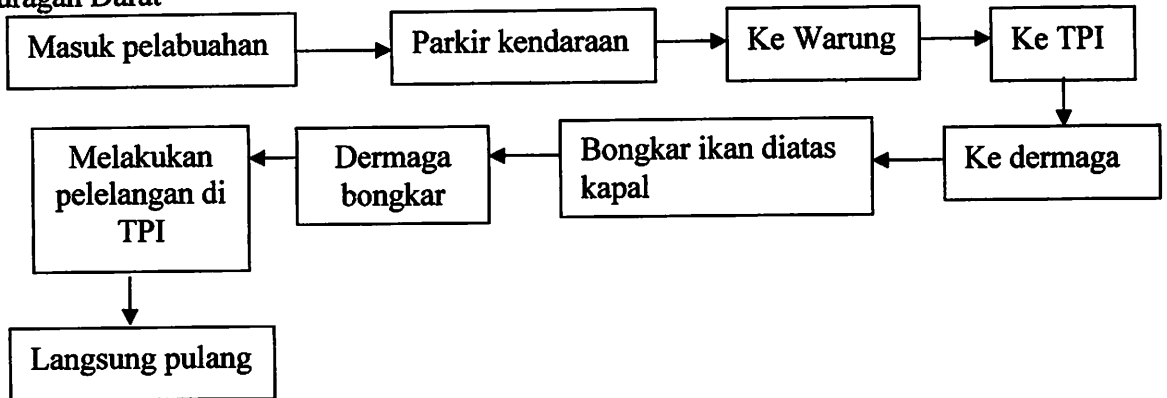 Juragan Darat
Masuk pelabuahan
Parkir kendaraan
Ke Warung
Ke TPI
Ke dermaga
Bongkar ikan diatas
kapal
Dermaga
bongkar
Melakukan
pelelangan di
TPI
Langsung pulang